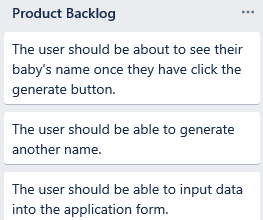 Product Backlog
The user should be about to see their
baby's name once they have click the
generate button.
The user should be able to generate
another name.
The user should be able to input data
into the application form.